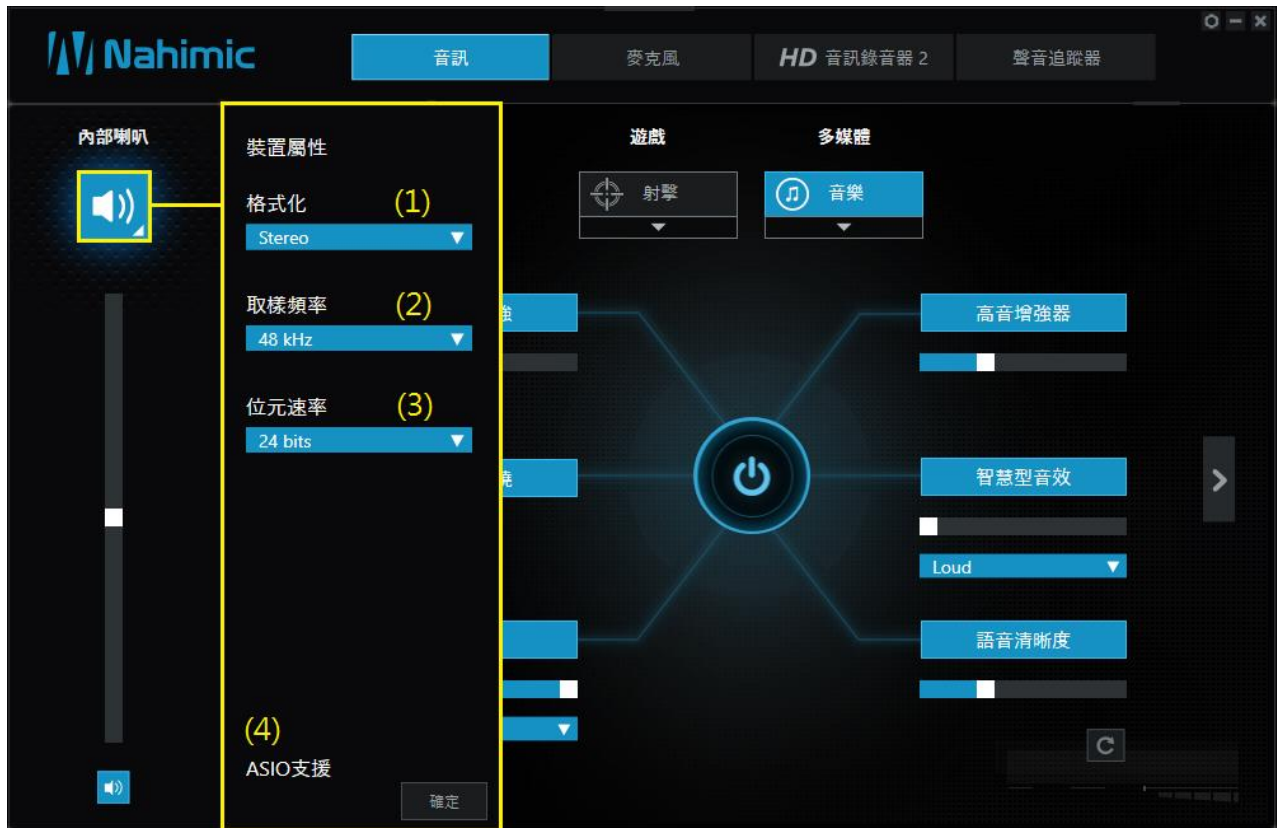 Nahimic
音訊
麥克風
HD 音訊錄音器 2
聲音追蹤器
內部喇叭
裝置屬性
格式化 (1)
Stereo
取樣頻率 (2)
48 kHz
位元速率 (3)
24 bits
(4)
ASIO支援
確定
遊戲
射擊
多媒體
音樂
強
繞
高音增強器
智慧型音效
Loud
語音清晰度